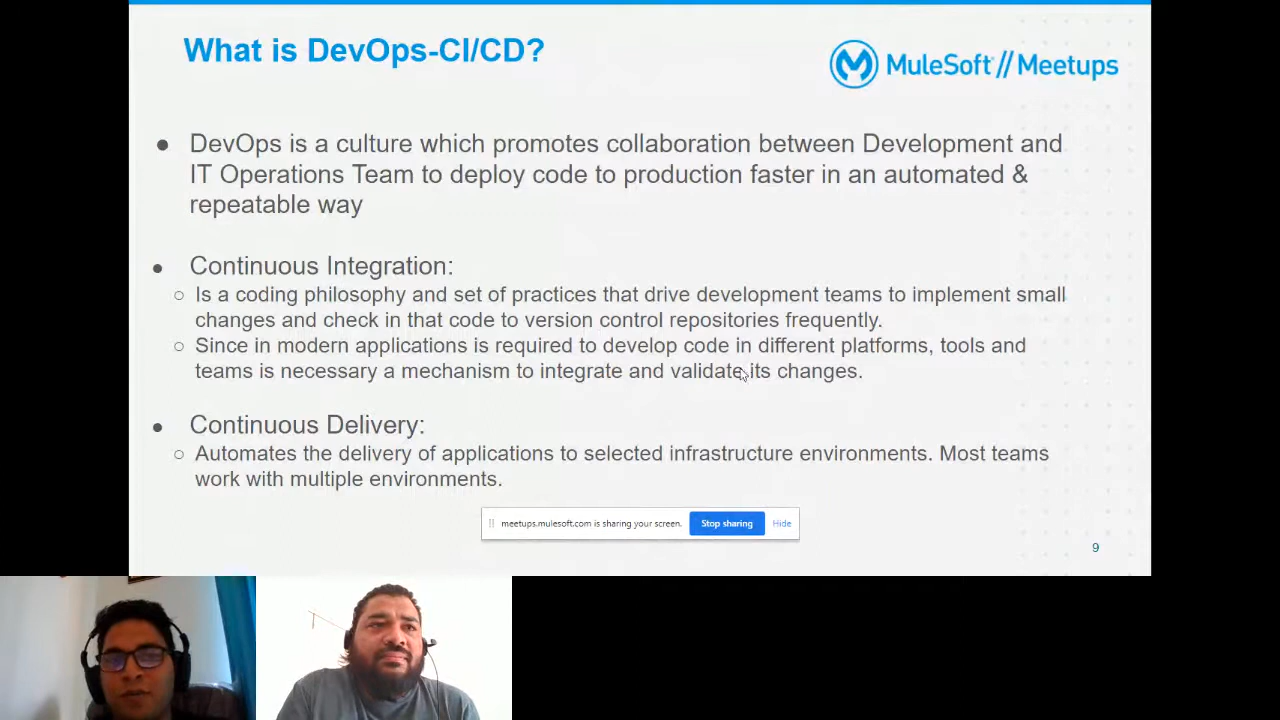 What is DevOps-CI/CD?
MuleSoft // Meetups
● DevOps is a culture which promotes collaboration between Development and
IT Operations Team to deploy code to production faster in an automated &
repeatable way
● Continuous Integration:
○ Is a coding philosophy and set of practices that drive development teams to implement small
changes and check in that code to version control repositories frequently.
○ Since in modern applications is required to develop code in different platforms, tools and
teams is necessary a mechanism to integrate and validate its changes.
● Continuous Delivery:
○ Automates the delivery of applications to selected infrastructure environments. Most teams
work with multiple environments.
meetups.mulesoft.com is sharing your screen. Stop sharing Hide
9